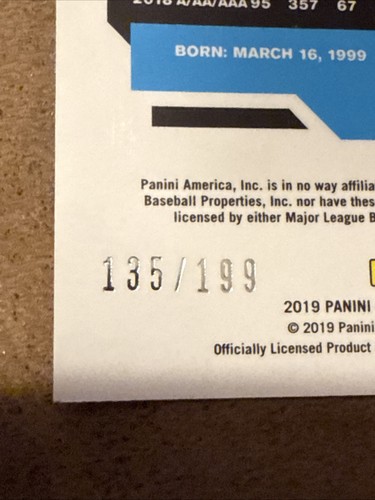 2018 A/AA/AAA 95 357 67
BORN: MARCH 16, 1999
Panini America, Inc. is in no way affilia
Baseball Properties, Inc. nor have thes
licensed by either Major League B
135/199
2019 PANINI
© 2019 Panini
Officially Licensed Product